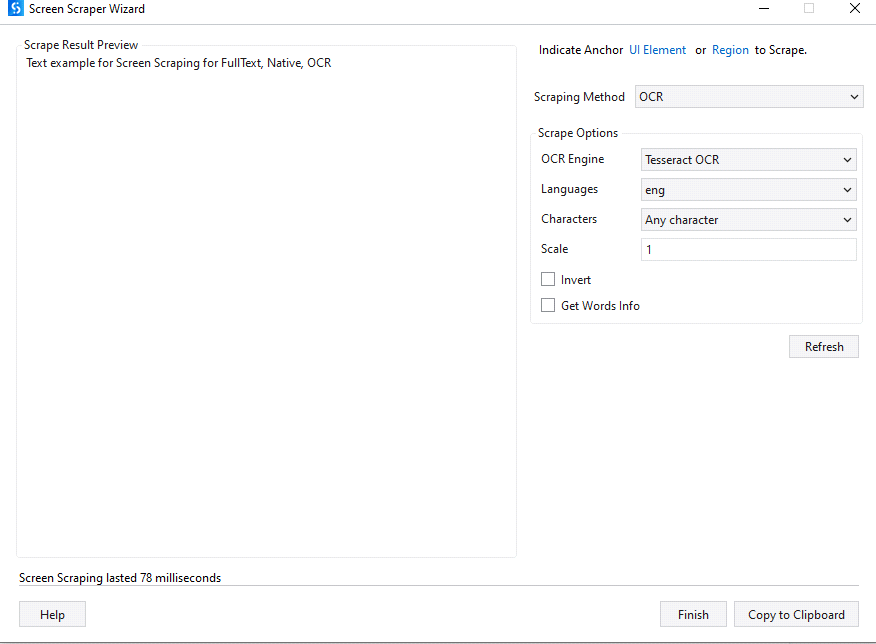 Screen Scraper Wizard
Scrape Result Preview
Text example for Screen Scraping for FullText, Native, OCR
Indicate Anchor UI Element or Region to Scrape.
Scraping Method OCR
Scrape Options
OCR Engine Tesseract OCR
Languages eng
Characters Any character
Scale 1
Invert
Get Words Info
Refresh
Screen Scraping lasted 78 milliseconds
Help Finish Copy to Clipboard